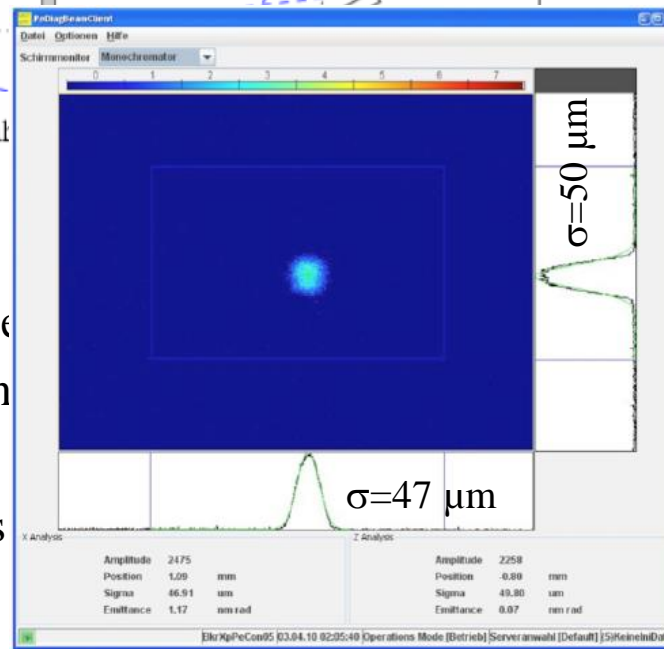 PnDiagBeamClient
Datei Optionen Hilfe
Schirmmonitor Monochromator
0 1 2 3 4 5 6 7
σ=50 µm
σ=47 µm
X Analysis
Amplitude 2475
Position 1.09 mm
Sigma 46.91 um
Emittance 1.17 nm rad
Z Analysis
Amplitude 2258
Position -0.80 mm
Sigma 49.80 um
Emittance 0.07 nm rad
03.04.10 02:05:40 Operations Mode [Betrieb] Serveranwahl [Default]